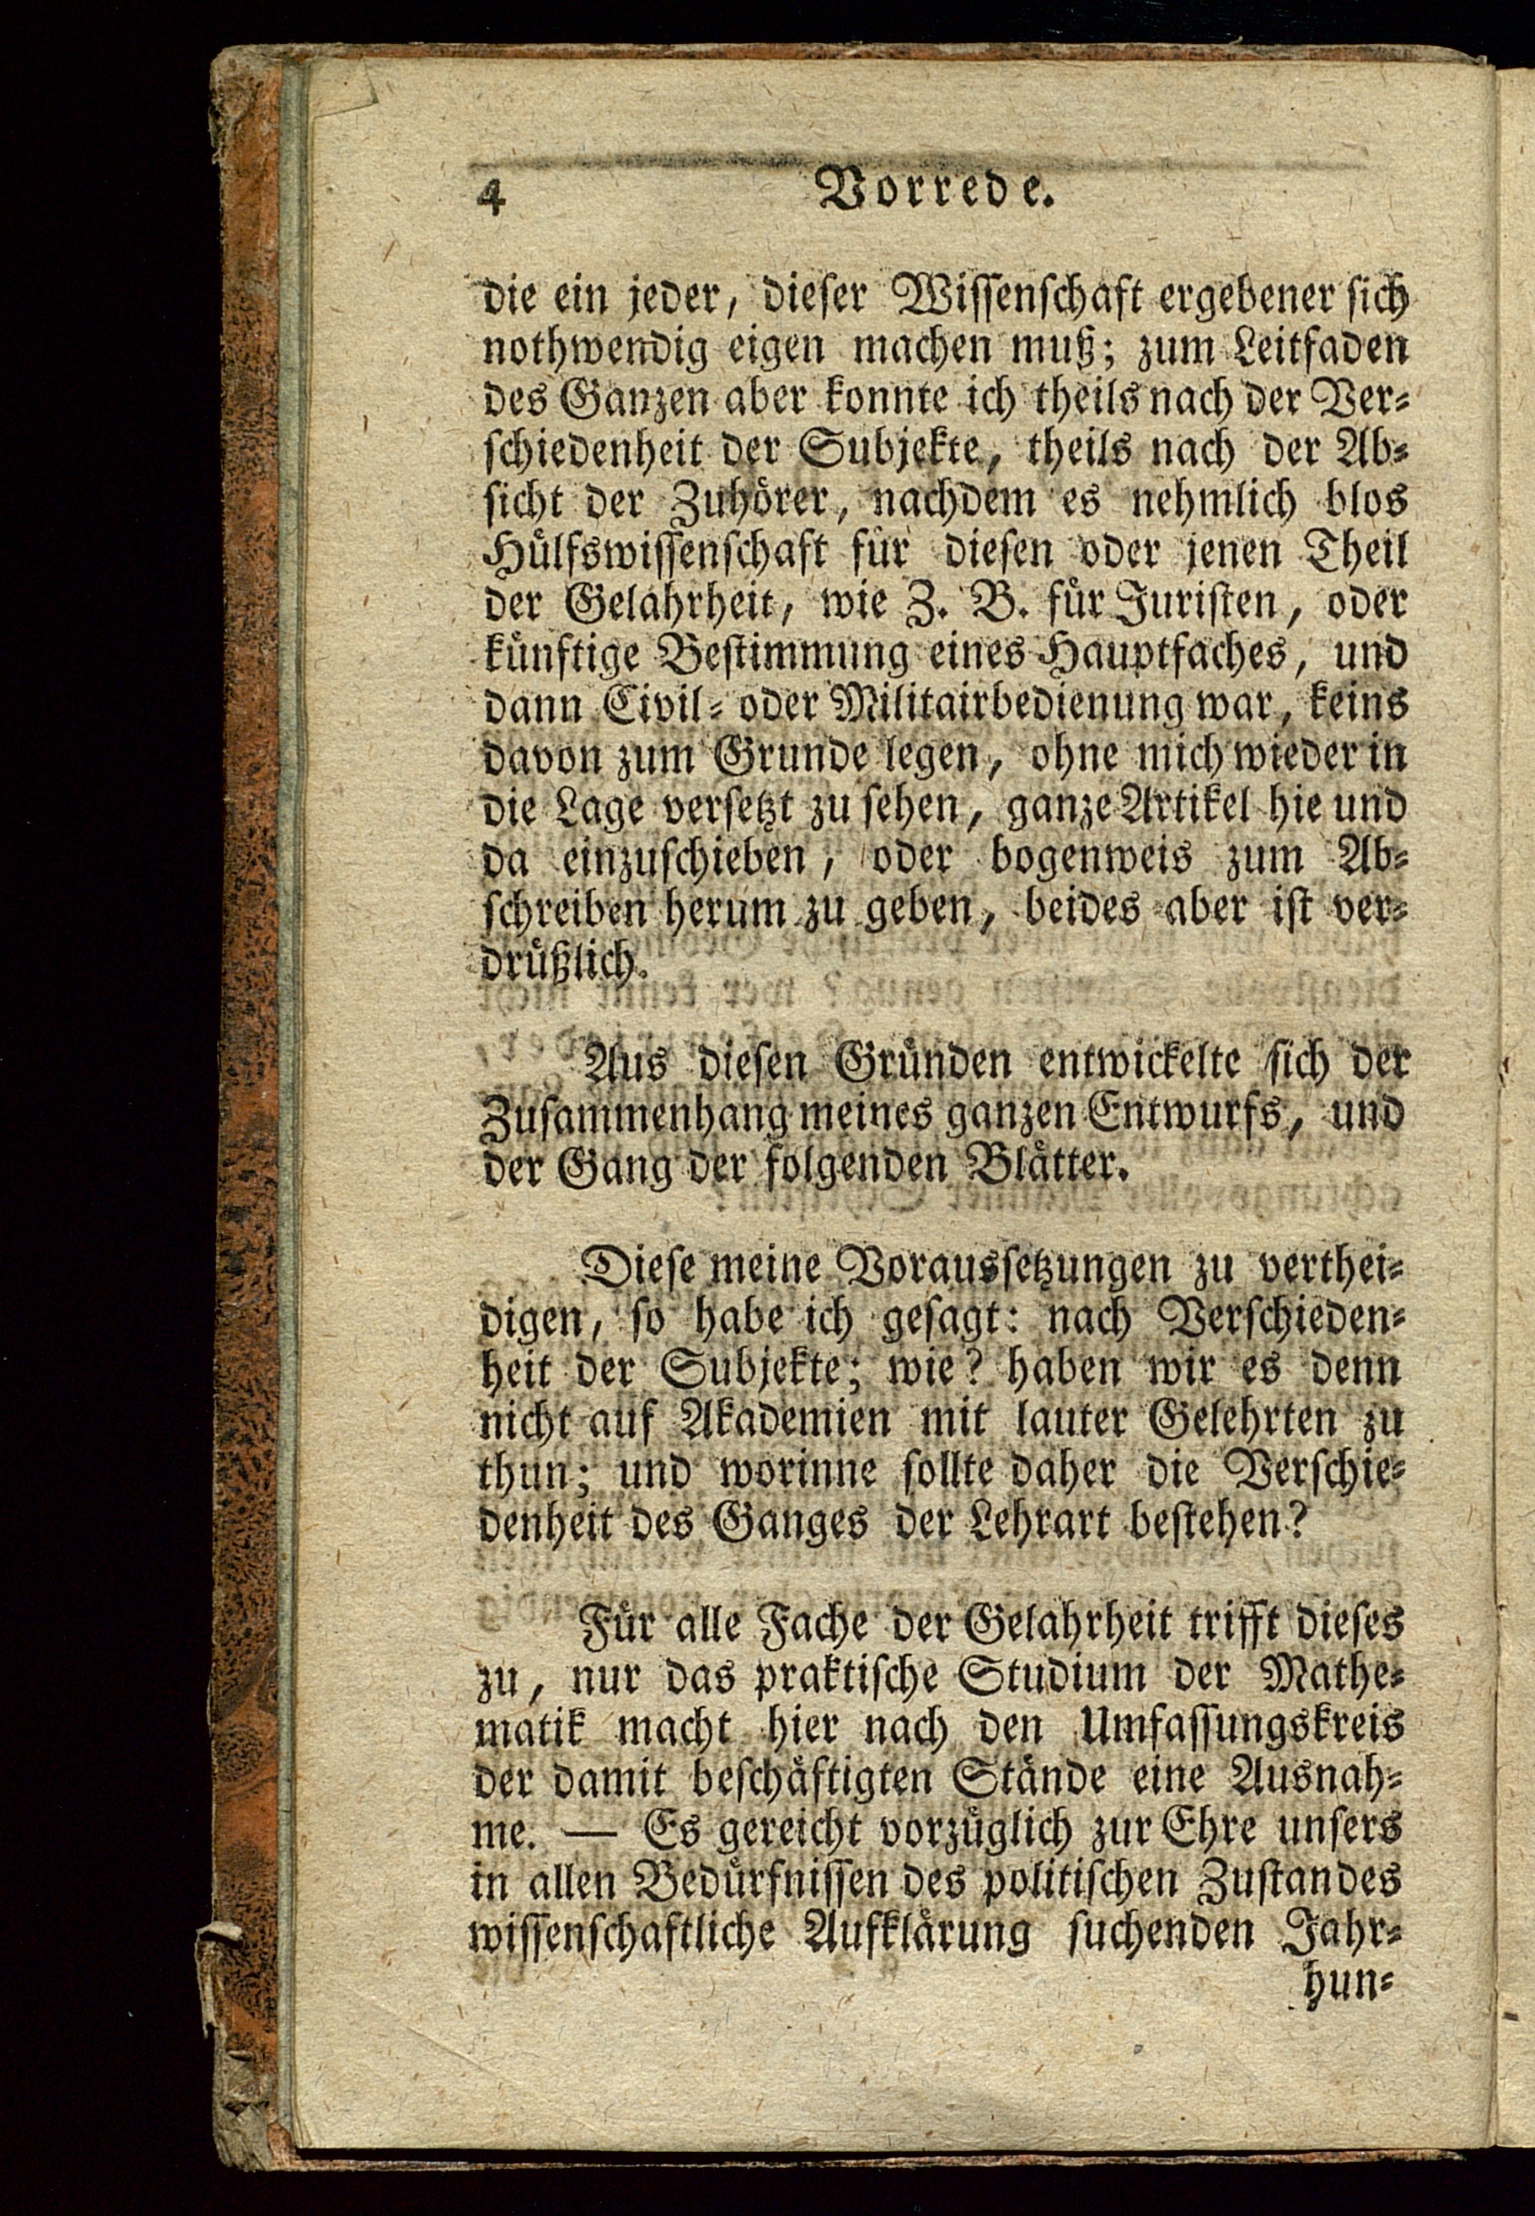 4 Vorrede.
die ein jeder, dieſer Wiſſenſchaft ergebener ſich
nothwendig eigen machen muß; zum Leitfaden
des Ganzen aber konnte ich theils nach der Ver⸗
ſchiedenheit der Subjekte, theils nach der Ab⸗
ſicht der Zuhörer, nachdem es nehmlich blos
Hülfswiſſenſchaft für dieſen oder jenen Theil
der Gelahrheit, wie Z. B. für Juriſten, oder
künftige Beſtimmung eines Hauptfaches, und
dann Civil⸗ oder Militairbedienung war, keins
davon zum Grunde legen, ohne mich wieder in
die Lage verſetzt zu ſehen, ganze Artikel hie und
da einzuſchieben, oder bogenweis zum Ab⸗
ſchreiben herum zu geben, beides aber iſt ver⸗
drüßlich.
Aus dieſen Gründen entwickelte ſich der
Zuſammenhang meines ganzen Entwurfs, und
der Gang der folgenden Blätter.
Dieſe meine Vorausſetzungen zu verthei⸗
digen, ſo habe ich geſagt: nach Verſchieden⸗
heit der Subjekte; wie? haben wir es denn
nicht auf Akademien mit lauter Gelehrten zu
thun; und worinne ſollte daher die Verſchie⸗
denheit des Ganges der Lehrart beſtehen?
Für alle Fache der Gelahrheit trifft dieſes
zu, nur das praktiſche Studium der Mathe⸗
matik macht hier nach den Umfaſſungskreis
der damit beſchäftigten Stände eine Ausnah⸗
me. — Es gereicht vorzüglich zur Ehre unſers
in allen Bedürfniſſen des politiſchen Zuſtandes
wiſſenſchaftliche Aufklärung ſuchenden Jahr⸗
hun⸗